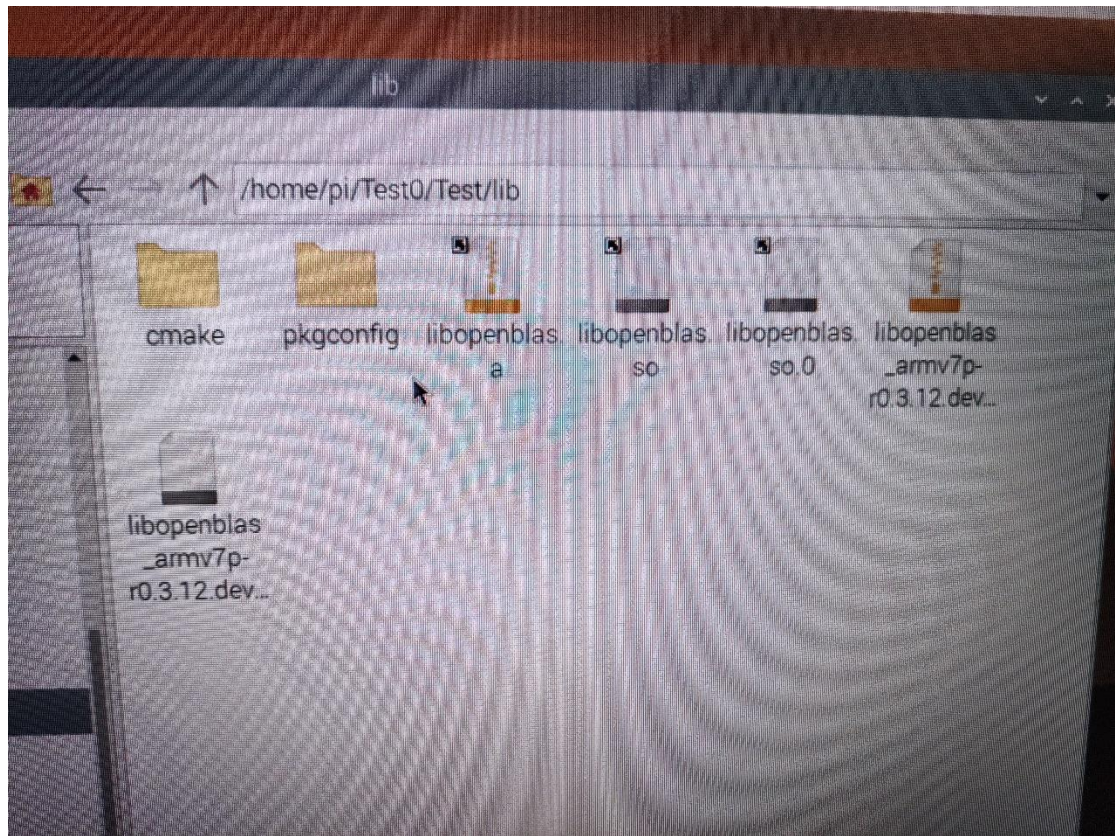 lib
/home/pi/Test0/Test/lib
cmake
pkgconfig
libopenblas.
a
libopenblas.
so
libopenblas.
so.0
libopenblas
_armv7p-
r0.3.12.dev...
libopenblas
_armv7p-
r0.3.12.dev...